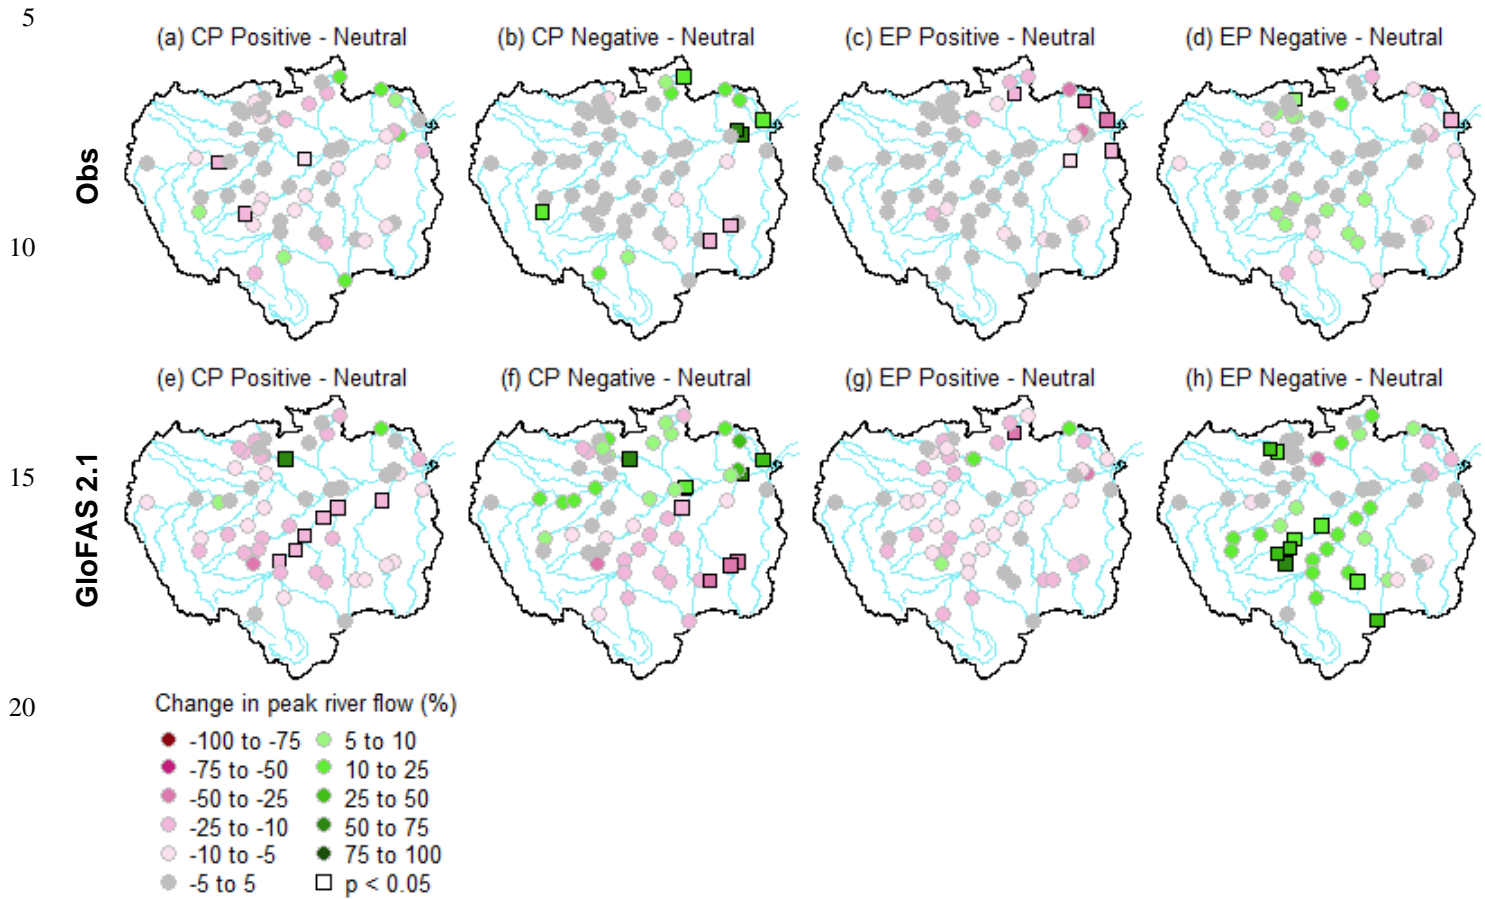 5
(a) CP Positive - Neutral
(b) CP Negative - Neutral
(c) EP Positive - Neutral
(d) EP Negative - Neutral
Obs
10
(e) CP Positive - Neutral
(f) CP Negative - Neutral
(g) EP Positive - Neutral
(h) EP Negative - Neutral
GloFAS 2.1
15
20
Change in peak river flow (%)
-100 to -75
-75 to -50
-50 to -25
-25 to -10
-10 to -5
-5 to 5
5 to 10
10 to 25
25 to 50
50 to 75
75 to 100
p < 0.05